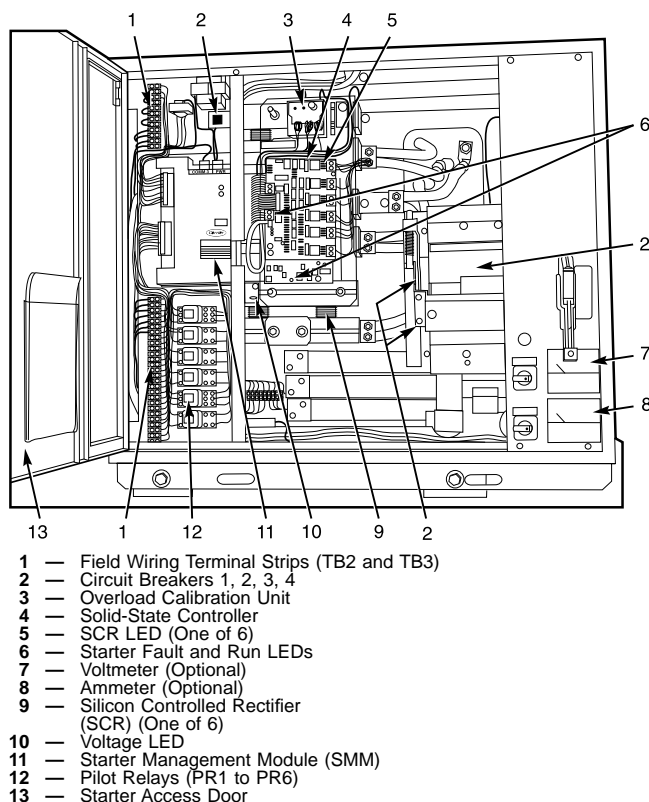 1 2 3 4 5
6
2
7
8
COMM PWR
Carrier
13 1 12 11 10 9 2
1 — Field Wiring Terminal Strips (TB2 and TB3)
2 — Circuit Breakers 1, 2, 3, 4
3 — Overload Calibration Unit
4 — Solid-State Controller
5 — SCR LED (One of 6)
6 — Starter Fault and Run LEDs
7 — Voltmeter (Optional)
8 — Ammeter (Optional)
9 — Silicon Controlled Rectifier
(SCR) (One of 6)
10 — Voltage LED
11 — Starter Management Module (SMM)
12 — Pilot Relays (PR1 to PR6)
13 — Starter Access Door